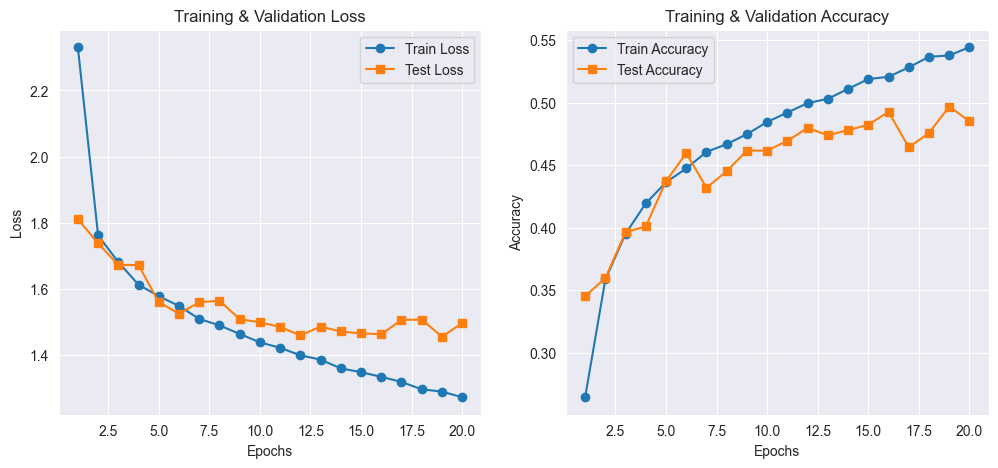 Training & Validation Loss
Train Loss
Test Loss
2.2
2.0
1.8
1.6
1.4
Loss
2.5 5.0 7.5 10.0 12.5 15.0 17.5 20.0
Epochs
Training & Validation Accuracy
Train Accuracy
Test Accuracy
0.55
0.50
0.45
0.40
0.35
0.30
Accuracy
2.5 5.0 7.5 10.0 12.5 15.0 17.5 20.0
Epochs